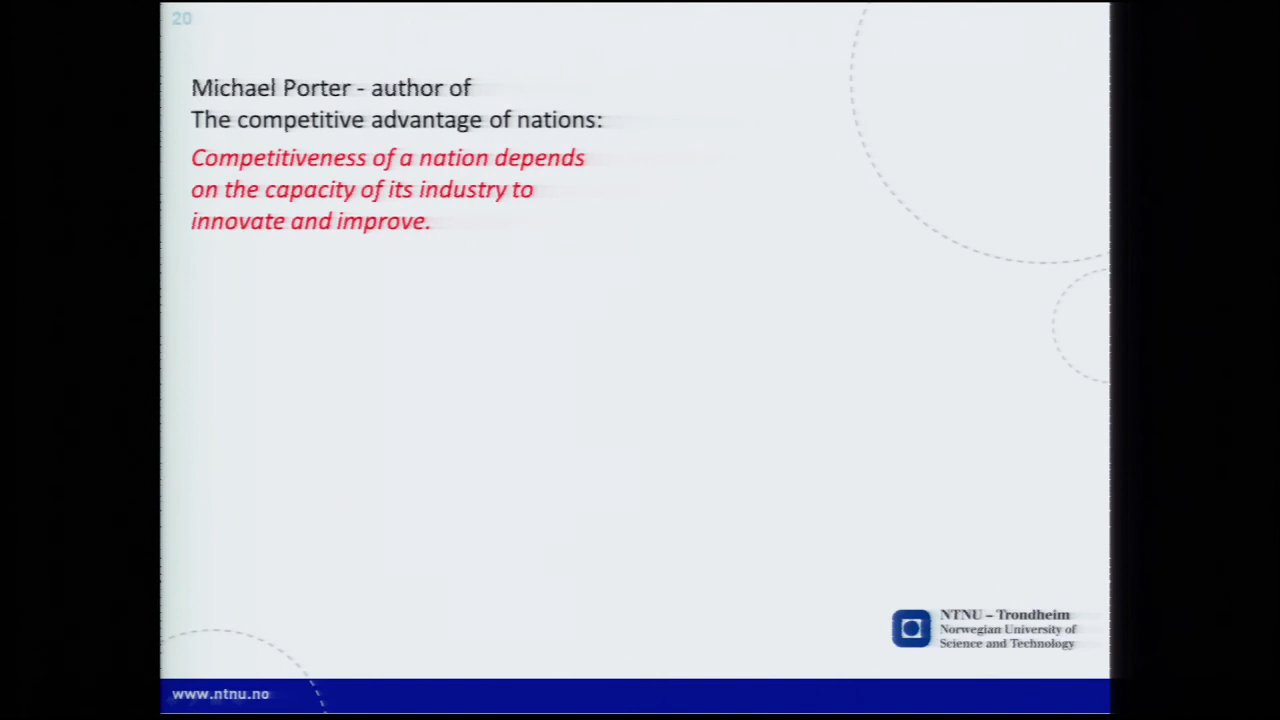 20
Michael Porter - author of
The competitive advantage of nations:
Competitiveness of a nation depends
on the capacity of its industry to
innovate and improve.
NTNU – Trondheim
Norwegian University of
Science and Technology
www.ntnu.no